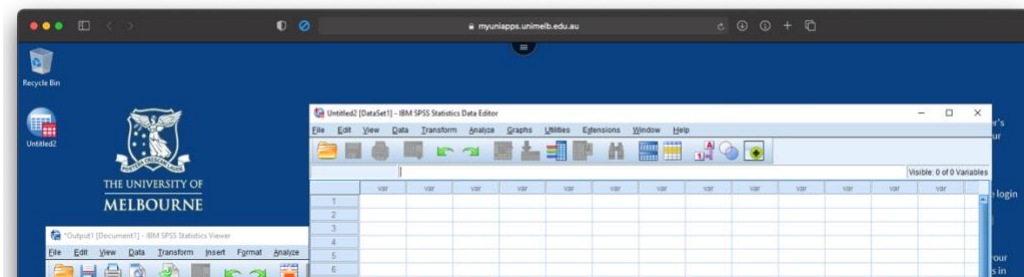 myuniapps.unimelb.edu.au
Recycle Bin
Untitled2
THE UNIVERSITY OF
MELBOURNE
Untitled2 [DataSet1] - IBM SPSS Statistics Data Editor
File Edit View Data Transform Analyze Graphs Utilities Extensions Window Help
Visible: 0 of 0 Variables
var var var var var var var var var var var var var
1
2
3
4
5
6
*Output1 [Document1] - IBM SPSS Statistics Viewer
File Edit View Data Transform Insert Format Analyze
login